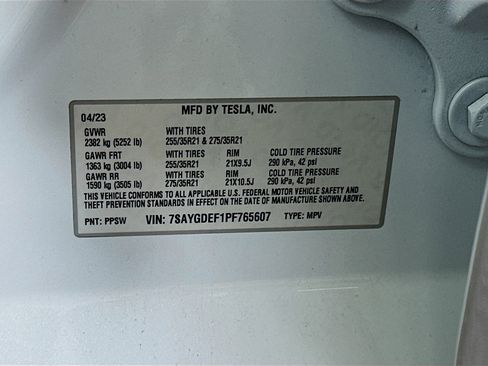 04/23 MFD BY TESLA, INC.
GVWR WITH TIRES
2382 kg (5252 lb) 255/35R21 & 275/35R21
GAWR FRT WITH TIRES RIM COLD TIRE PRESSURE
1363 kg (3004 lb) 255/35R21 21X9.5J 290 kPa, 42 psi
GAWR RR WITH TIRES RIM COLD TIRE PRESSURE
1590 kg (3505 lb) 275/35R21 21X10.5J 290 kPa, 42 psi
THIS VEHICLE CONFORMS TO ALL APPLICABLE U.S. FEDERAL MOTOR VEHICLE SAFETY AND
THEFT PREVENTION STANDARDS IN EFFECT ON THE DATE OF MANUFACTURE SHOWN ABOVE.
PNT: PPSW VIN: 7SAYGDEF1PF765607 TYPE: MPV